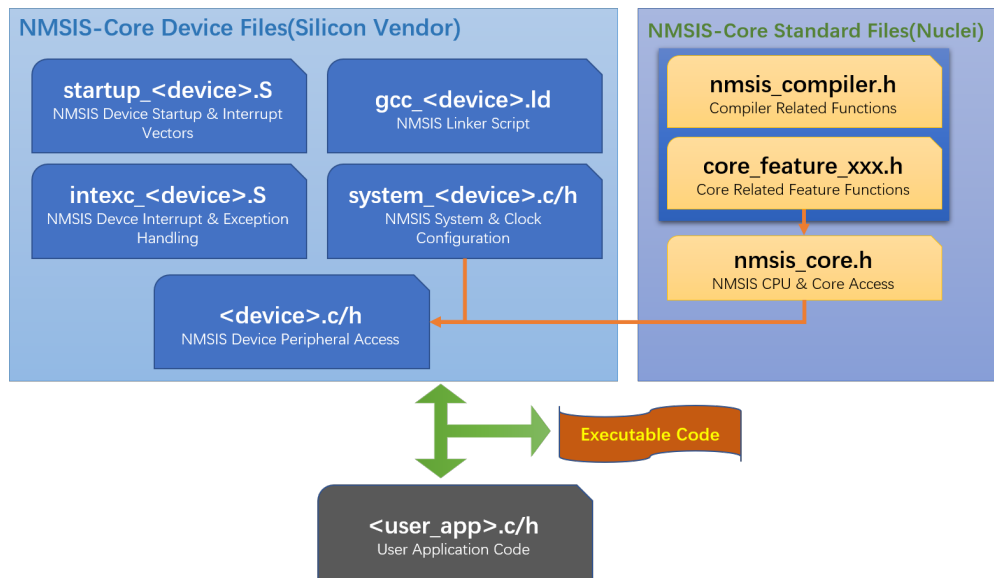 NMSIS-Core Device Files(Silicon Vendor)
startup_<device>.S
NMSIS Device Startup & Interrupt
Vectors
gcc_<device>.ld
NMSIS Linker Script
intexc_<device>.S
NMSIS Devce Interrupt & Exception
Handling
system_<device>.c/h
NMSIS System & Clock
Configuration
<device>.c/h
NMSIS Device Peripheral Access
NMSIS-Core Standard Files(Nuclei)
nmsis_compiler.h
Compiler Related Functions
core_feature_xxx.h
Core Related Feature Functions
nmsis_core.h
NMSIS CPU & Core Access
Executable Code
<user_app>.c/h
User Application Code